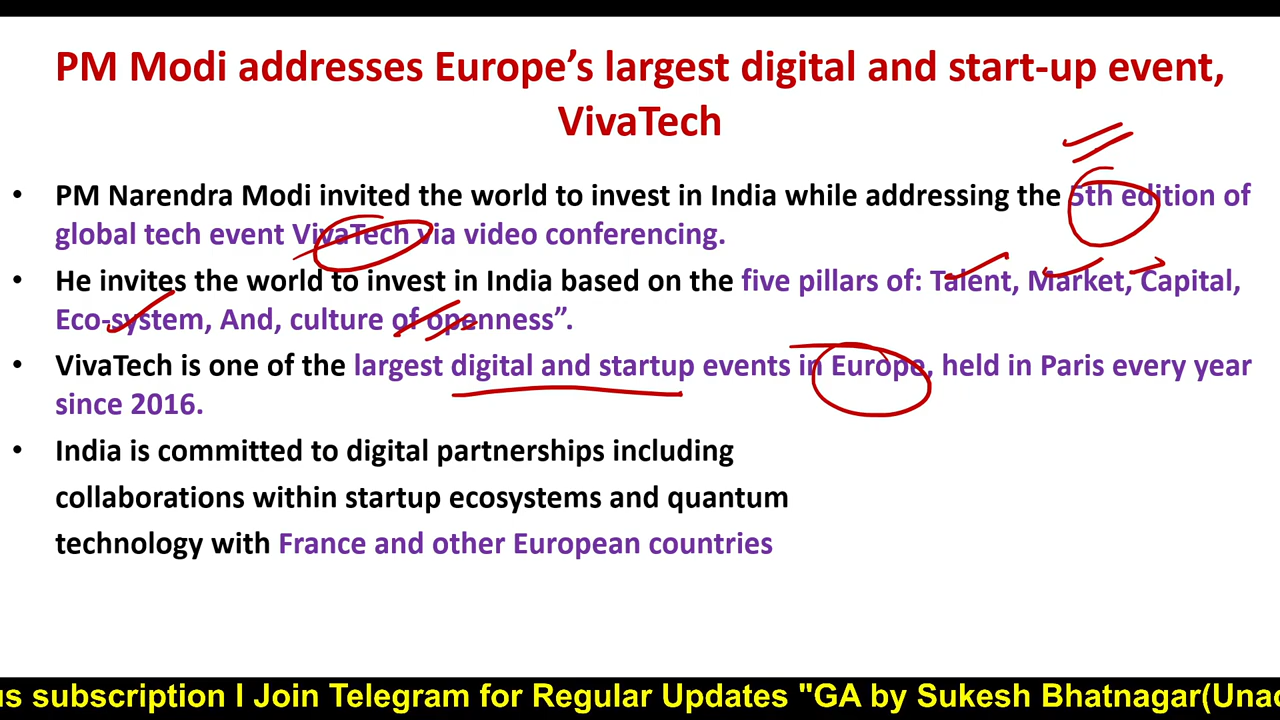 PM Modi addresses Europe’s largest digital and start-up event,
VivaTech
• PM Narendra Modi invited the world to invest in India while addressing the 5th edition of
global tech event VivaTech via video conferencing.
• He invites the world to invest in India based on the five pillars of: Talent, Market, Capital,
Eco-system, And, culture of openness”.
• VivaTech is one of the largest digital and startup events in Europe, held in Paris every year
since 2016.
• India is committed to digital partnerships including
collaborations within startup ecosystems and quantum
technology with France and other European countries
us subscription I Join Telegram for Regular Updates "GA by Sukesh Bhatnagar(Unac